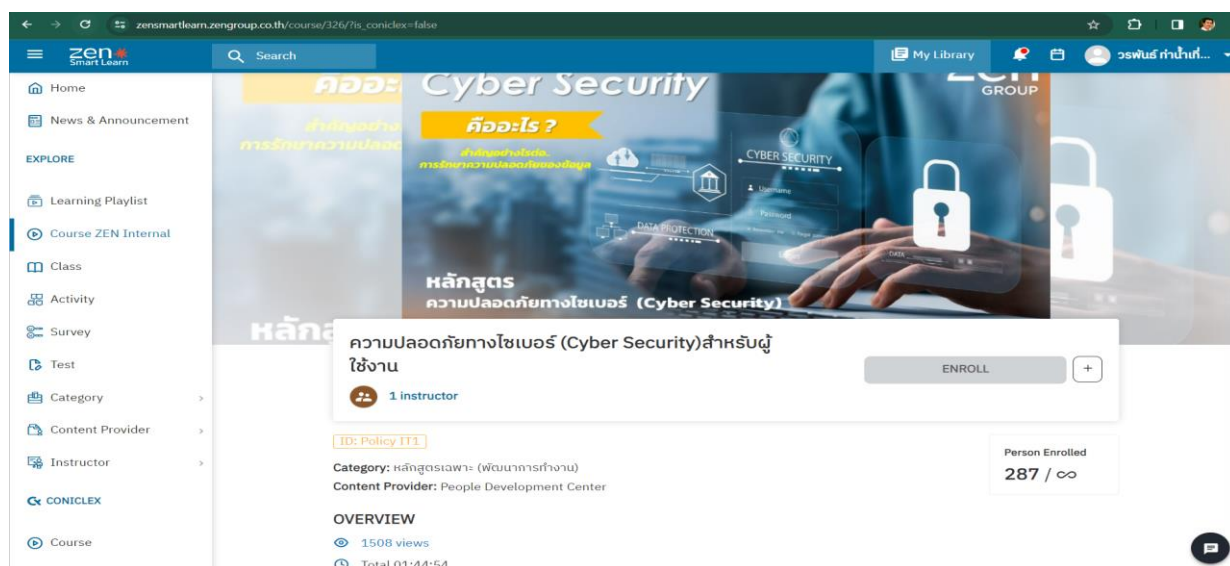 zensmartlearn.zengroup.co.th/course/326/?is_coniclex=false
zen
Smart Learn
Search
My Library
วรพันธ์ ท่าน้ำเที่...
Home
News & Announcement
EXPLORE
Learning Playlist
Course ZEN Internal
Class
Activity
Survey
Test
Category
Content Provider
Instructor
CONICLEX
Course
คืออะ
Cyber Security
GROUP
คืออะไร ?
สำคัญอย่างไรต่อ..
การรักษาความปลอดภัยของข้อมูล
CYBER SECURITY
Username
Password
DATA PROTECTION
DATA
หลักสูตร
ความปลอดภัยทางไซเบอร์ (Cyber Security)
ความปลอดภัยทางไซเบอร์ (Cyber Security)สำหรับผู้
ใช้งาน
ENROLL
1 instructor
ID: Policy IT1
Category: หลักสูตรเฉพาะ (พัฒนาการทำงาน)
Content Provider: People Development Center
Person Enrolled
287 / ∞
OVERVIEW
1508 views
Total 01:44:54